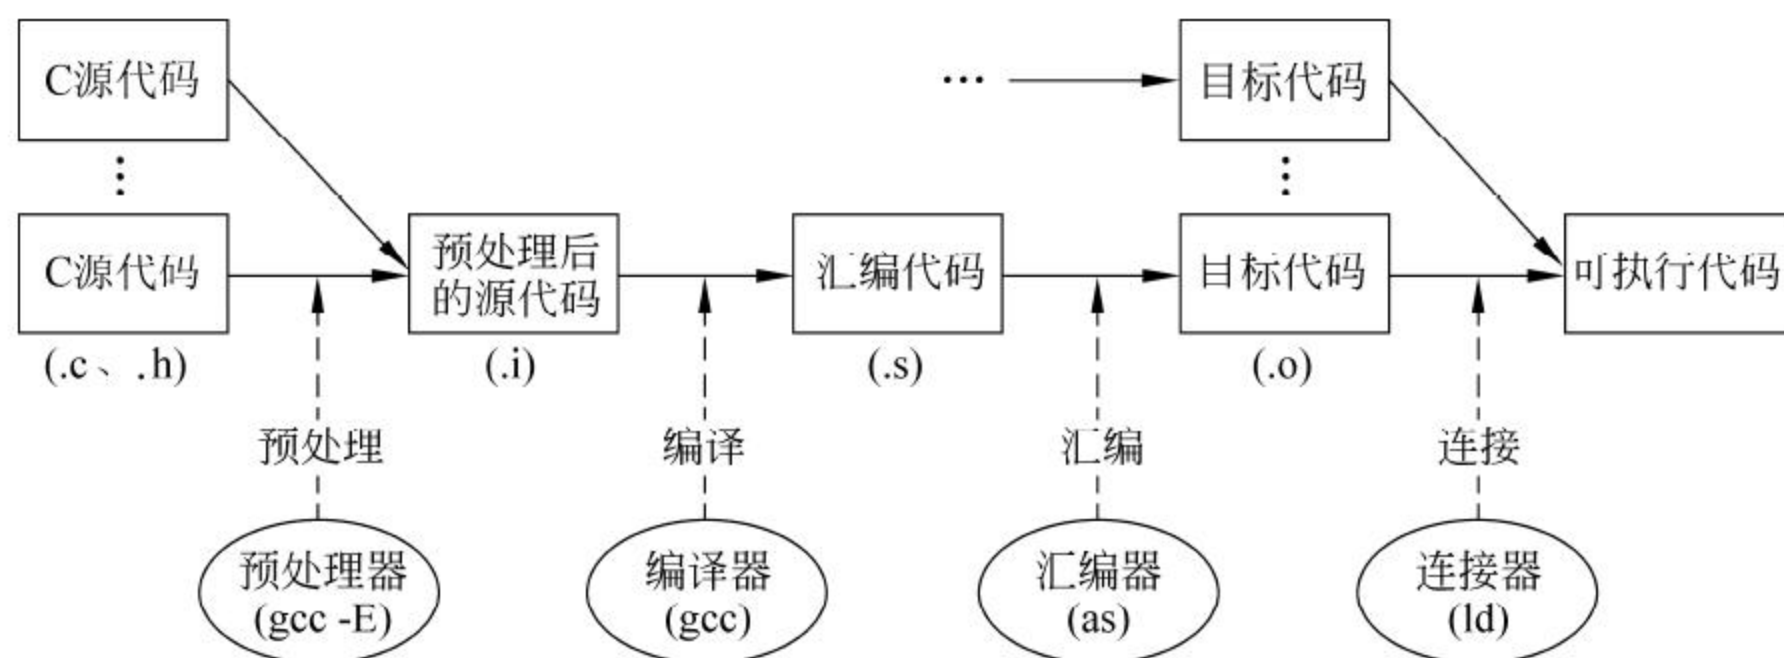 C源代码
… 目标代码
⋮
⋮
C源代码
预处理后
的源代码
汇编代码
目标代码
可执行代码
(.c、.h)
(.i)
(.s)
(.o)
预处理
编译
汇编
连接
预处理器
(gcc -E)
编译器
(gcc)
汇编器
(as)
连接器
(ld)